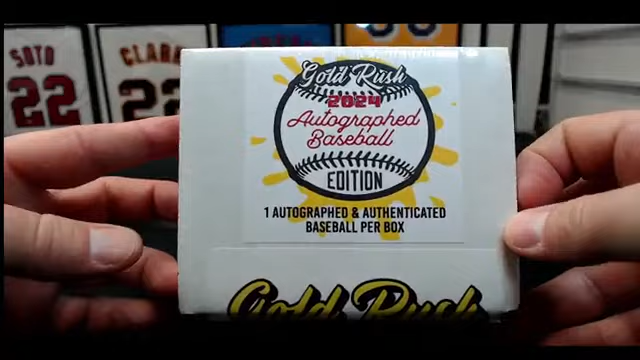 SOTO
22
CLARK
22
Gold Rush
2024
Autographed
Baseball
EDITION
1 AUTOGRAPHED & AUTHENTICATED
BASEBALL PER BOX
Gold Rush